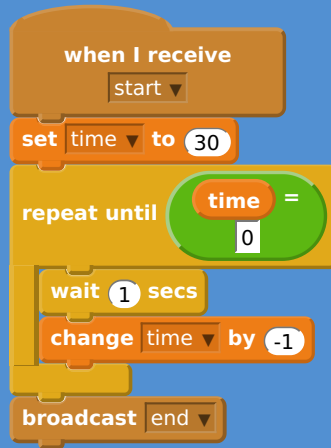 when I receive
start ▼
set time ▼ to 30
repeat until time =
0
wait 1 secs
change time ▼ by -1
broadcast end ▼